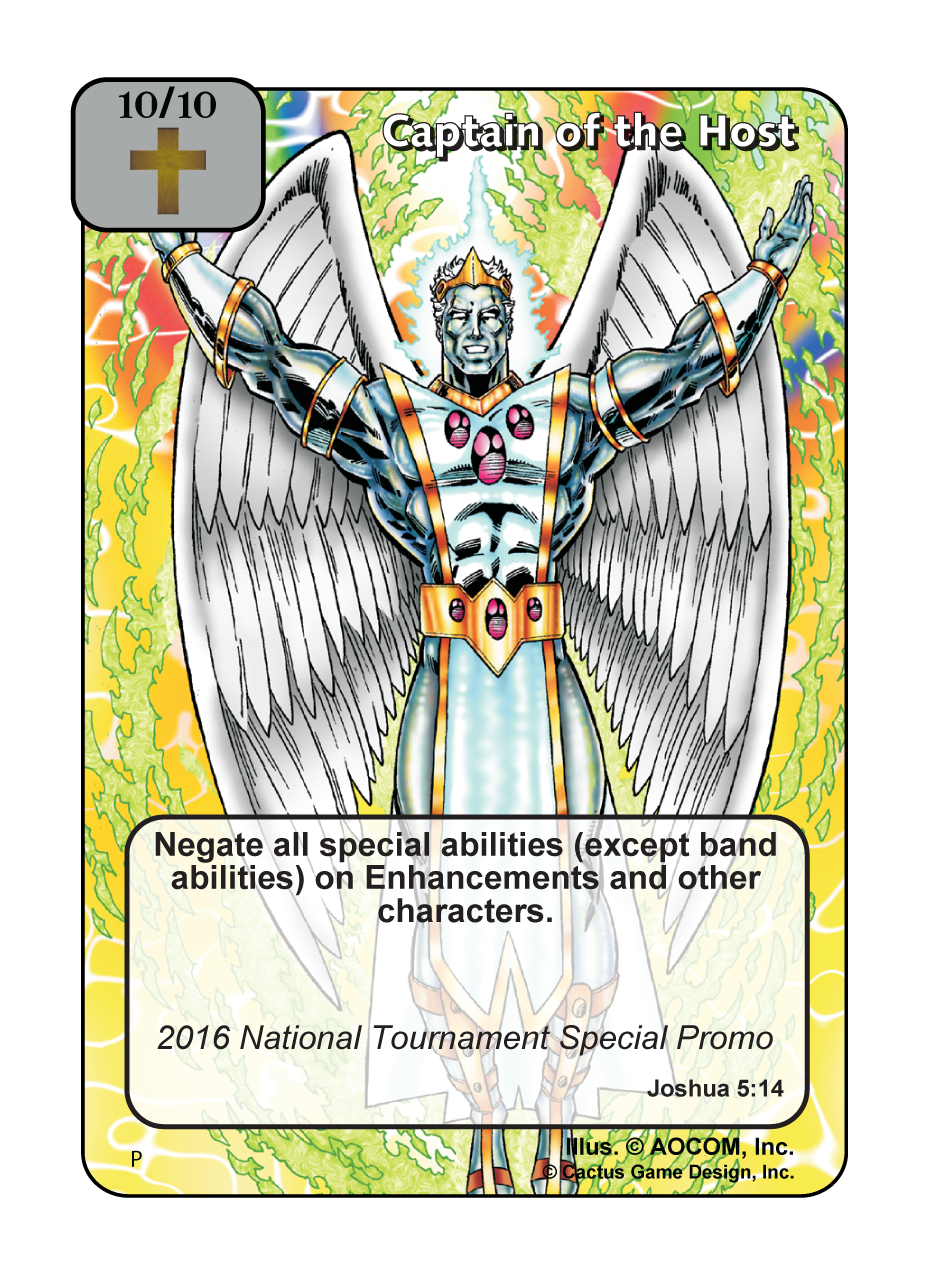 10/10
Captain of the Host
Negate all special abilities (except band
abilities) on Enhancements and other
characters.
2016 National Tournament Special Promo
Joshua 5:14
Illus. © AOCOM, Inc.
P
© Cactus Game Design, Inc.